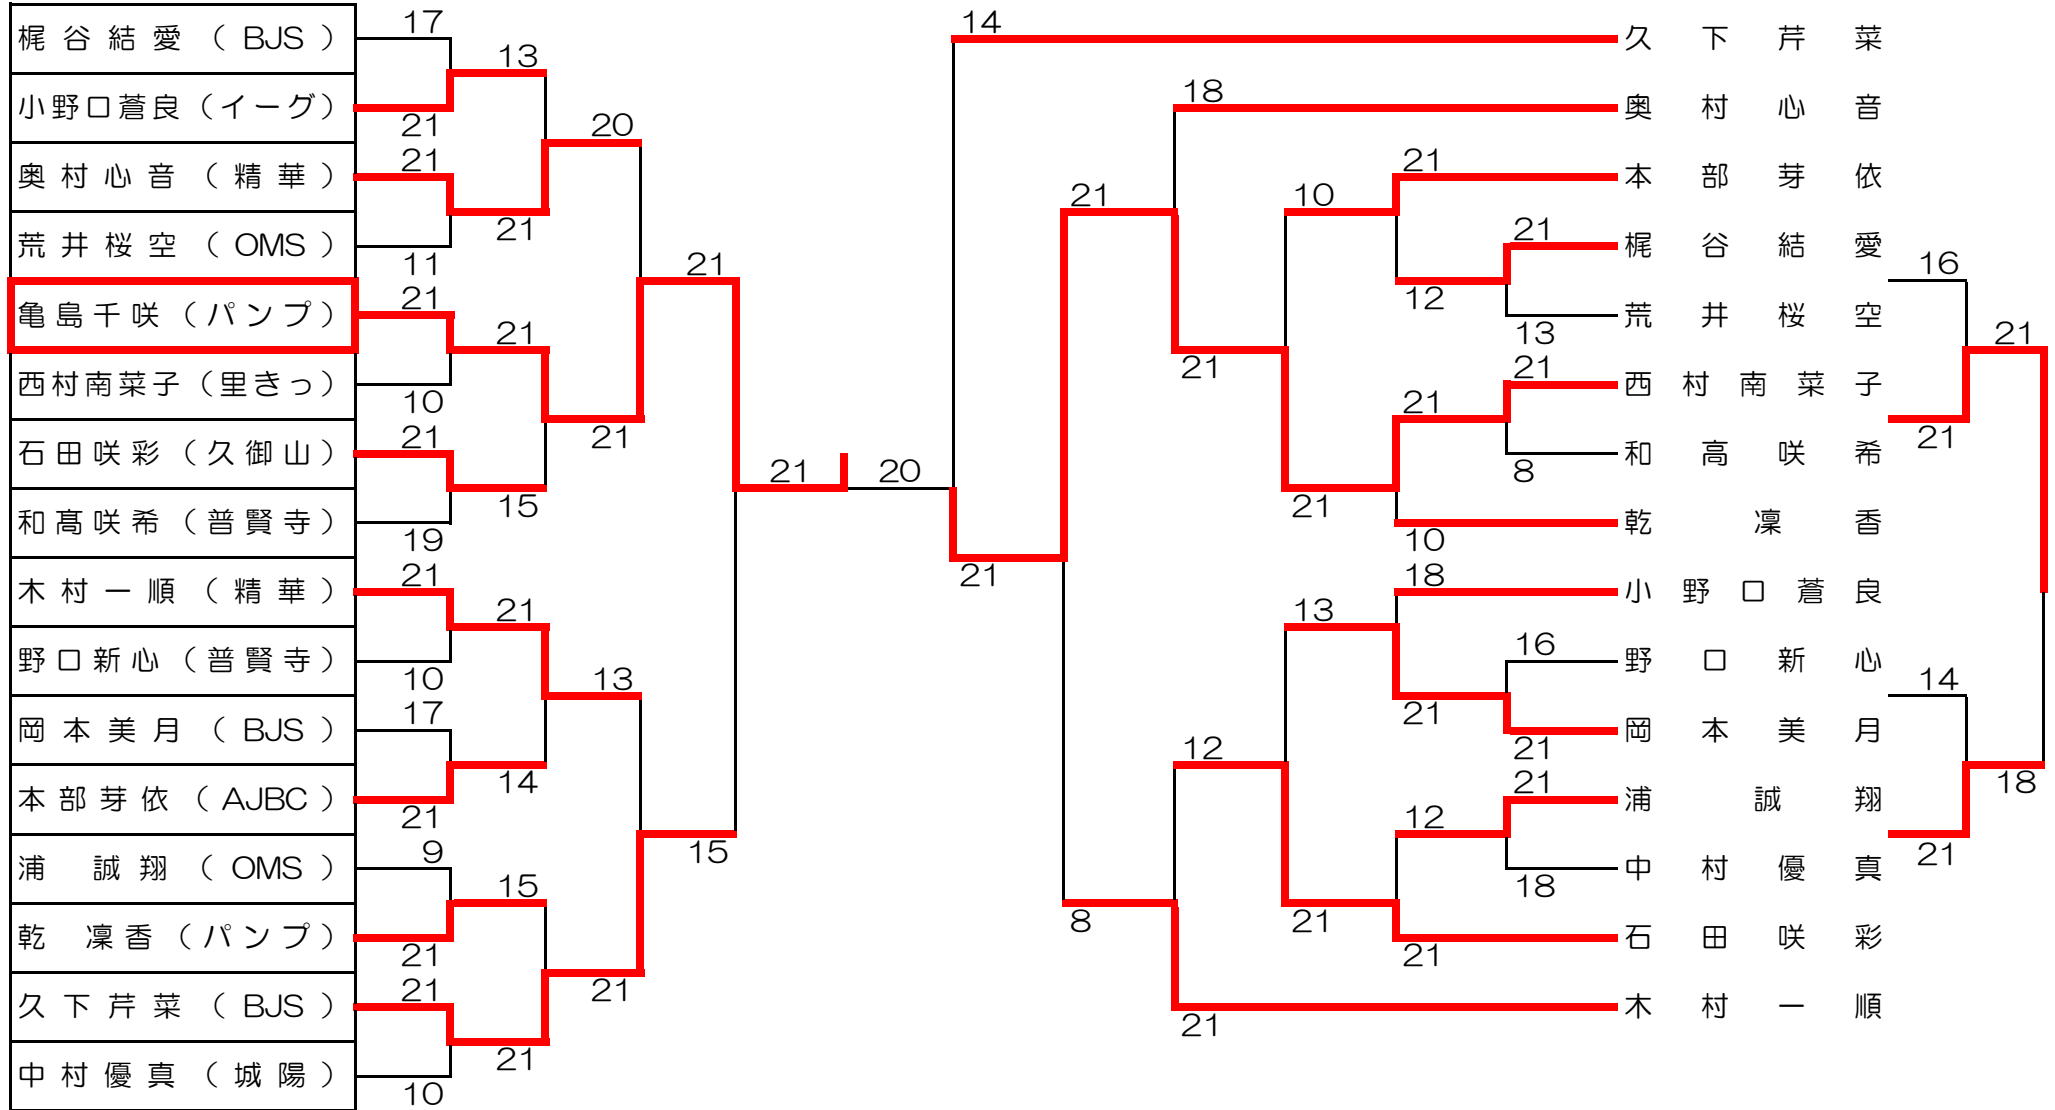 梶谷結愛（BJS）
小野口蒼良（イーグ）
奥村心音（精華）
荒井桜空（OMS）
亀島千咲（パンプ）
西村南菜子（里きっ）
石田咲彩（久御山）
和髙咲希（普賢寺）
木村一順（精華）
野口新心（普賢寺）
岡本美月（BJS）
本部芽依（AJBC）
浦　誠翔（OMS）
乾　凜香（パンプ）
久下芹菜（BJS）
中村優真（城陽）
17
21
21
11
21
10
21
19
21
10
17
21
9
21
21
10
13
21
21
15
21
14
15
21
20
21
13
21
21
15
21
20
14
21
21
8
18
21
12
21
10
21
13
21
21
12
21
10
18
21
12
21
21
13
21
8
16
21
21
18
久下芹菜
奥村心音
本部芽依
梶谷結愛
荒井桜空
西村南菜子
和高咲希
乾凜香
小野口蒼良
野口新心
岡本美月
浦誠翔
中村優真
石田咲彩
木村一順
16
21
14
21
21
18